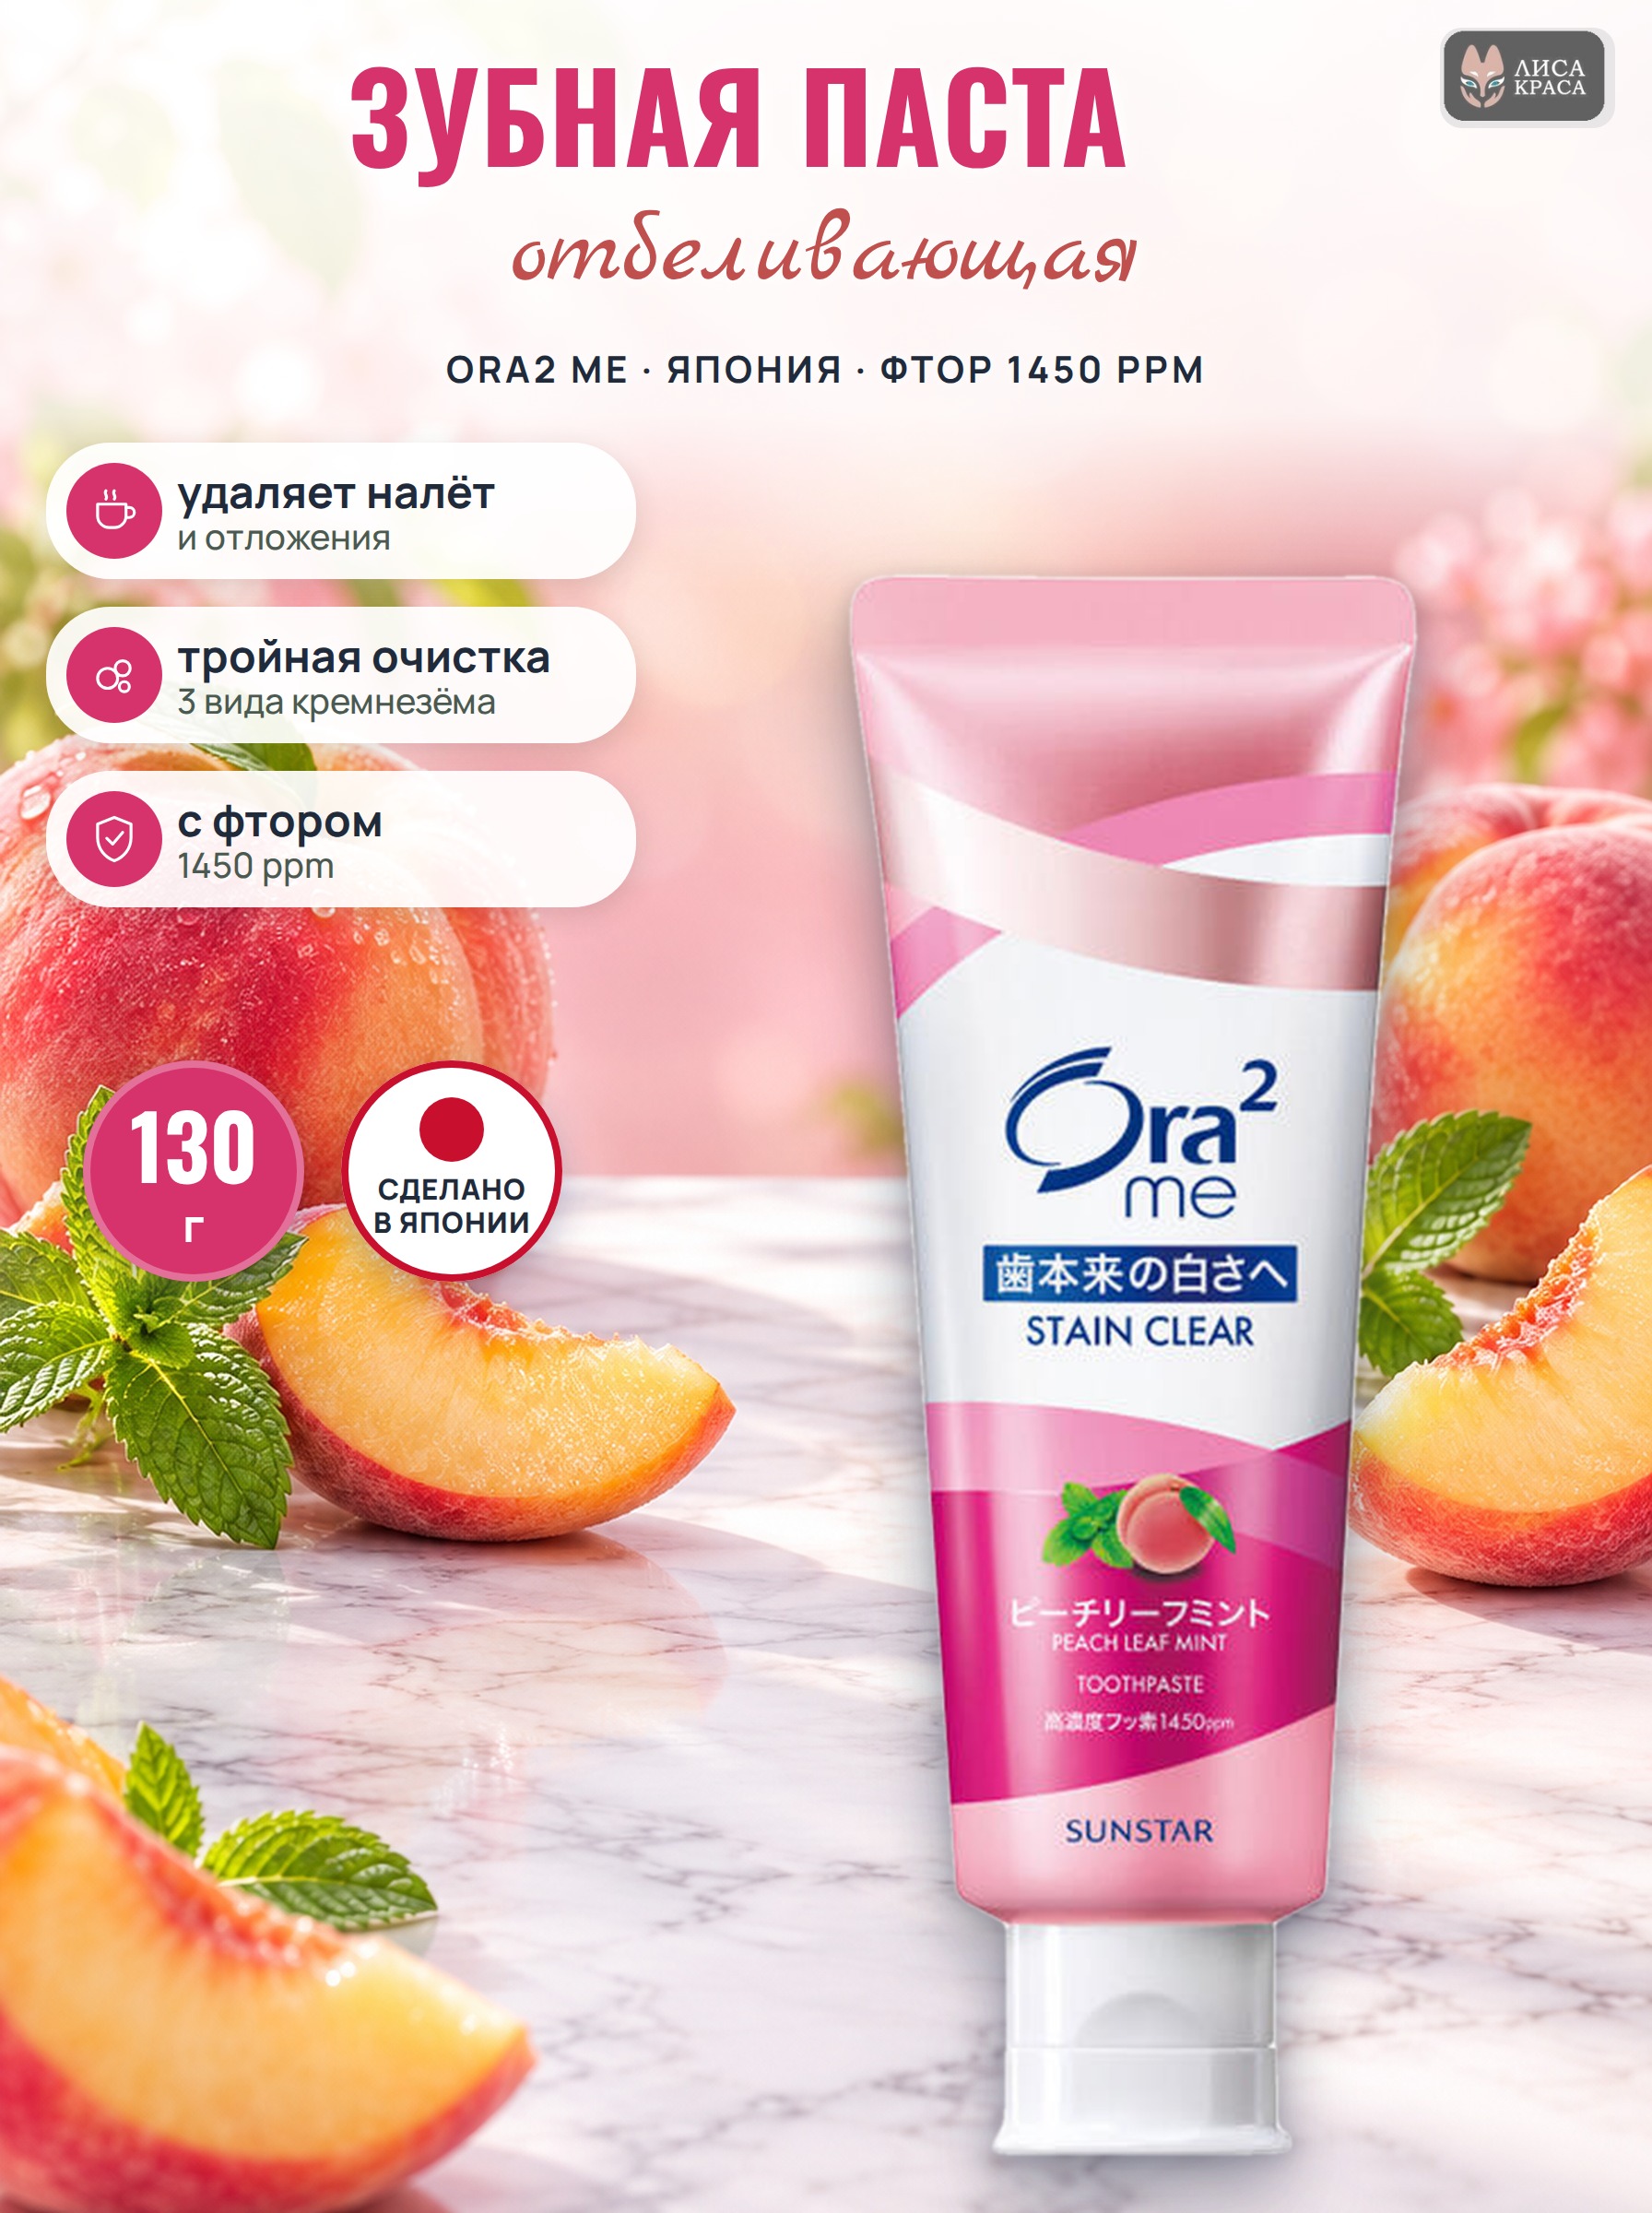 ЗУБНАЯ ПАСТА
ЛИСА
КРАСА
отбеливающая
ORA2 ME · ЯПОНИЯ · ФТОР 1450 PPM
удаляет налёт
и отложения
тройная очистка
3 вида кремнезёма
с фтором
1450 ppm
130
г
СДЕЛАНО
В ЯПОНИИ
Ora2
me
歯本来の白さへ
STAIN CLEAR
ピーチリーフミント
PEACH LEAF MINT
TOOTHPASTE
高濃度フッ素1450ppm
SUNSTAR